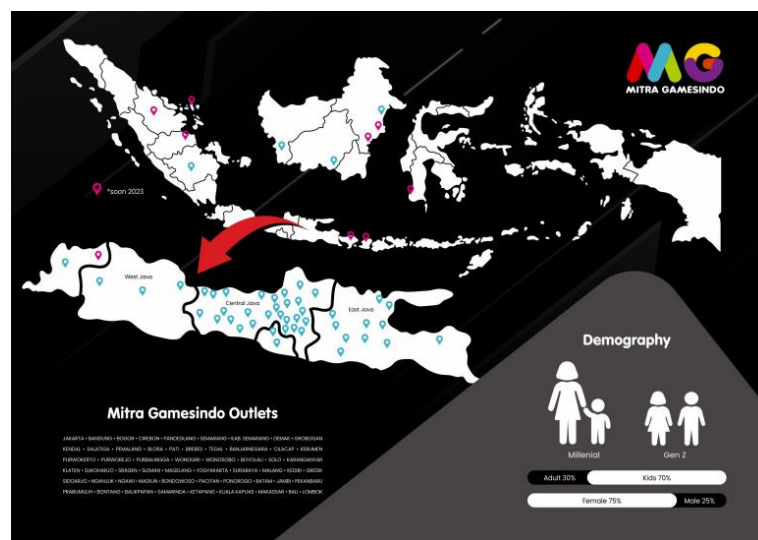 MG
MITRA GAMESINDO
*soon 2023
West Java
Central Java
East Java
Mitra Gamesindo Outlets
JAKARTA • BANDUNG • BOGOR • CIREBON • PANDEGLANG • SEMARANG • KAB. SEMARANG • DEMAK • GROBOGAN
KENDAL • SALATIGA • PEMALANG • BLORA • PATI • BREBES • TEGAL • BANJARNEGARA • CILACAP • KEBUMEN
PURWOKERTO • PURWOREJO • PURBALINGGA • WONOGIRI • WONOSOBO • BOYOLALI • SOLO • KARANGANYAR
KLATEN • SUKOHARJO • SRAGEN • SLEMAN • MAGELANG • YOGYAKARTA • SURABAYA • MALANG • KEDIRI • GRESIK
SIDOARJO • NGANJUK • NGAWI • MADIUN • BONDOWOSO • PACITAN • PONOROGO • BATAM • JAMBI • PEKANBARU
PRABUMULIH • BONTANG • BALIKPAPAN • SAMARINDA • KETAPANG • KUALA KAPUAS • MAKASSAR • BALI • LOMBOK
Demography
Millenial
Gen Z
Adult 30% Kids 70%
Female 75% Male 25%